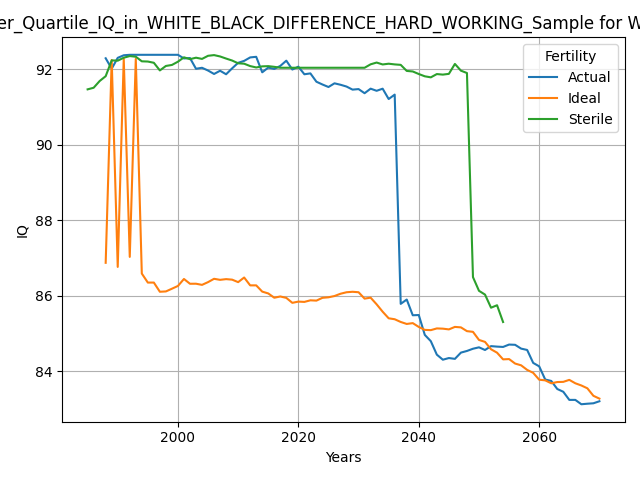 er_Quartile_IQ_in_WHITE_BLACK_DIFFERENCE_HARD_WORKING_Sample for W
Fertility
Actual
Ideal
Sterile
IQ
92
90
88
86
84
2000
2020
2040
2060
Years